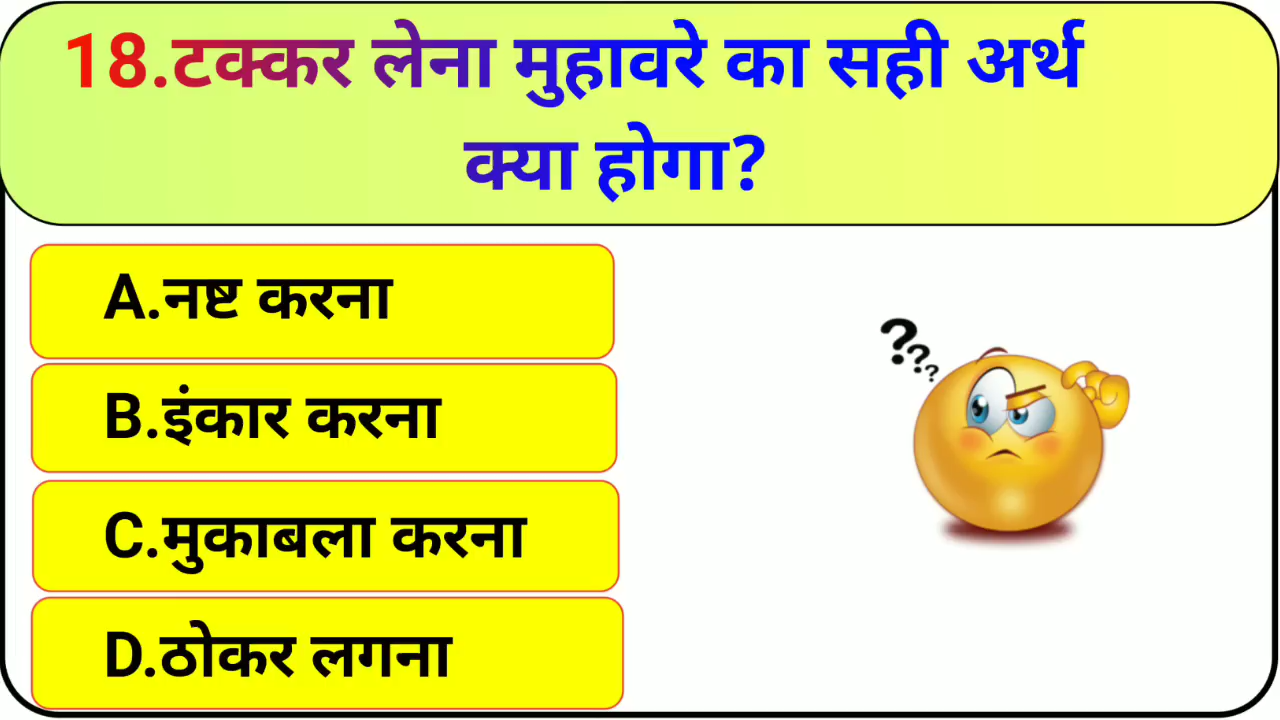 18.टक्कर लेना मुहावरे का सही अर्थ
क्या होगा?
A.नष्ट करना
B.इंकार करना
C.मुकाबला करना
D.ठोकर लगना
???